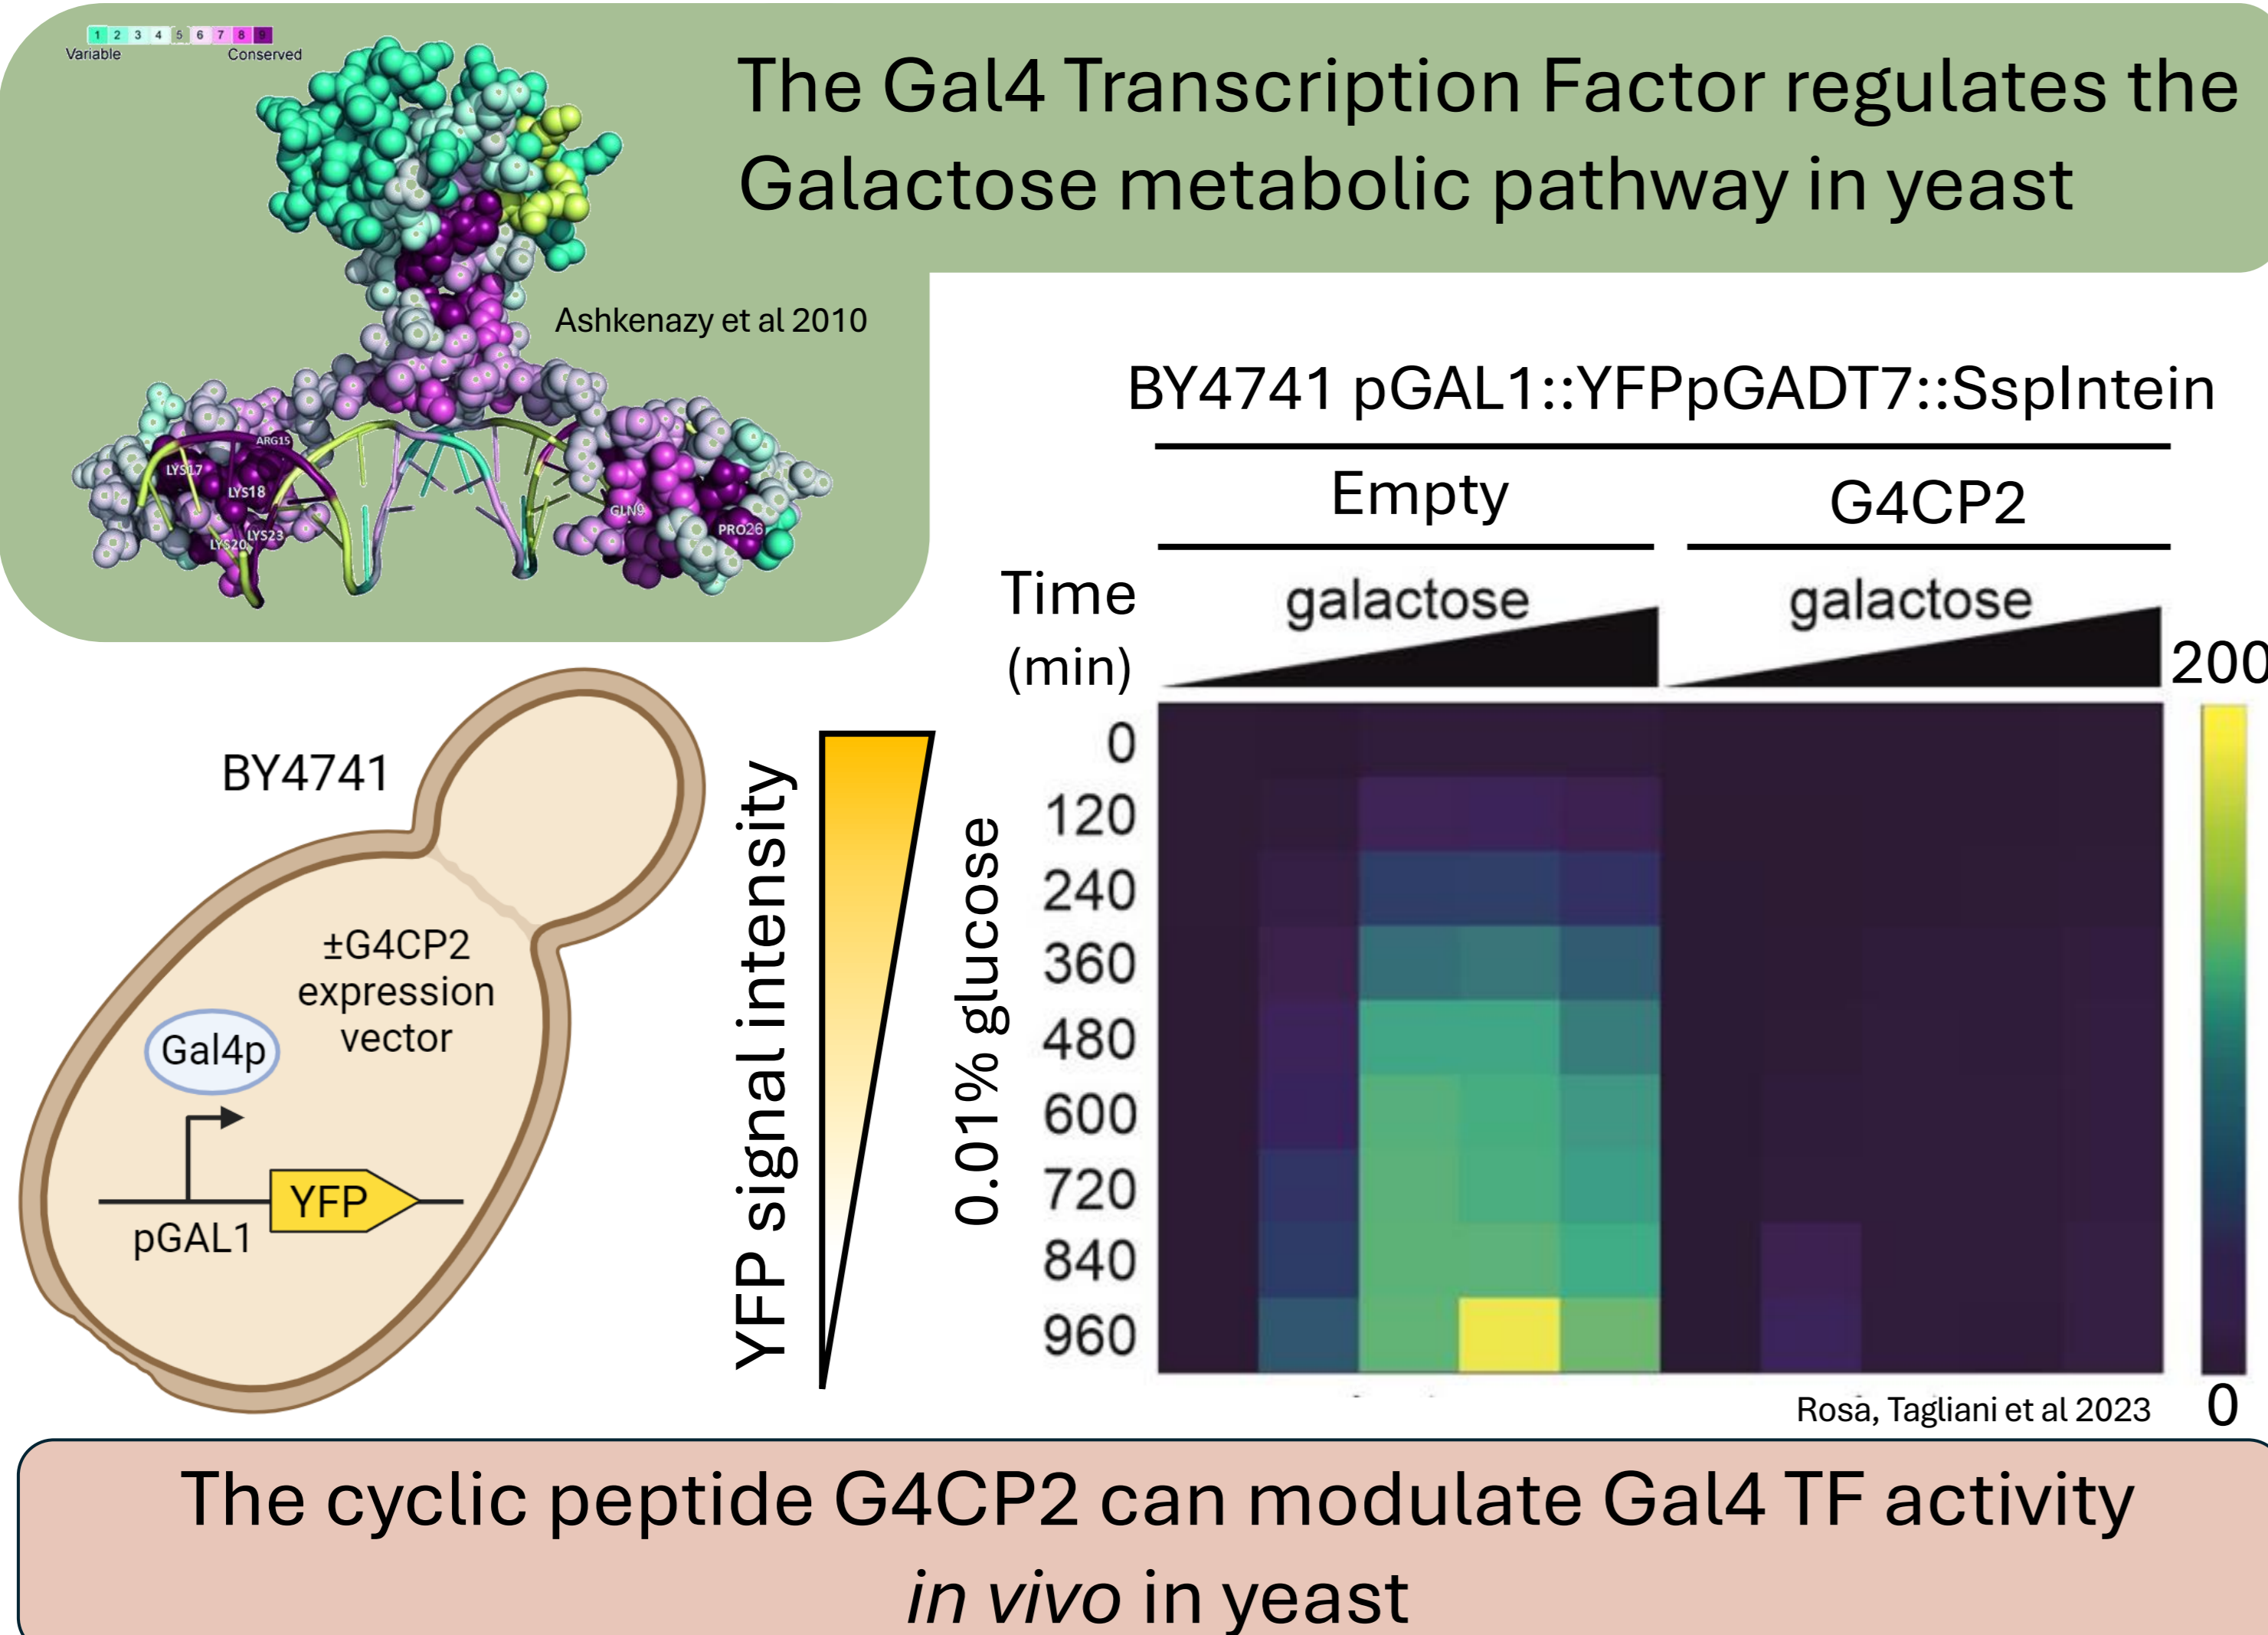 1 2 3 4 5 6 7 8 9
Variable Conserved
The Gal4 Transcription Factor regulates the
Galactose metabolic pathway in yeast
Ashkenazy et al 2010
ARG15
LYS17
LYS18
LYS20
LYS23
GLN9
PRO26
BY4741 pGAL1::YFPpGADT7::SspIntein
Empty
G4CP2
Time
(min)
galactose
galactose
200
0
120
240
360
480
600
720
840
960
0.01% glucose
YFP signal intensity
BY4741
±G4CP2
expression
vector
Gal4p
YFP
pGAL1
Rosà, Tagliani et al 2023
0
The cyclic peptide G4CP2 can modulate Gal4 TF activity
in vivo in yeast